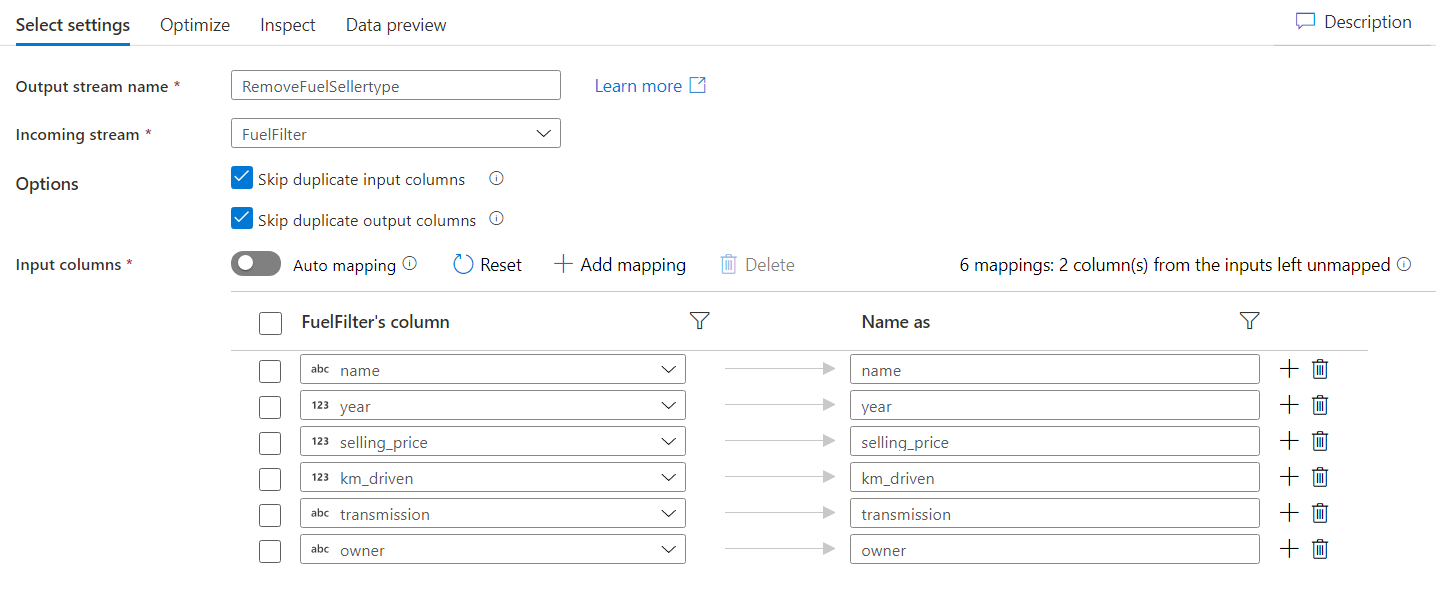 Select settings Optimize Inspect Data preview Description
Output stream name * RemoveFuelSellertype Learn more
Incoming stream * FuelFilter
Options Skip duplicate input columns
Skip duplicate output columns
Input columns * Auto mapping Reset Add mapping Delete 6 mappings: 2 column(s) from the inputs left unmapped
FuelFilter's column Name as
abc name name
123 year year
123 selling_price selling_price
123 km_driven km_driven
abc transmission transmission
abc owner owner